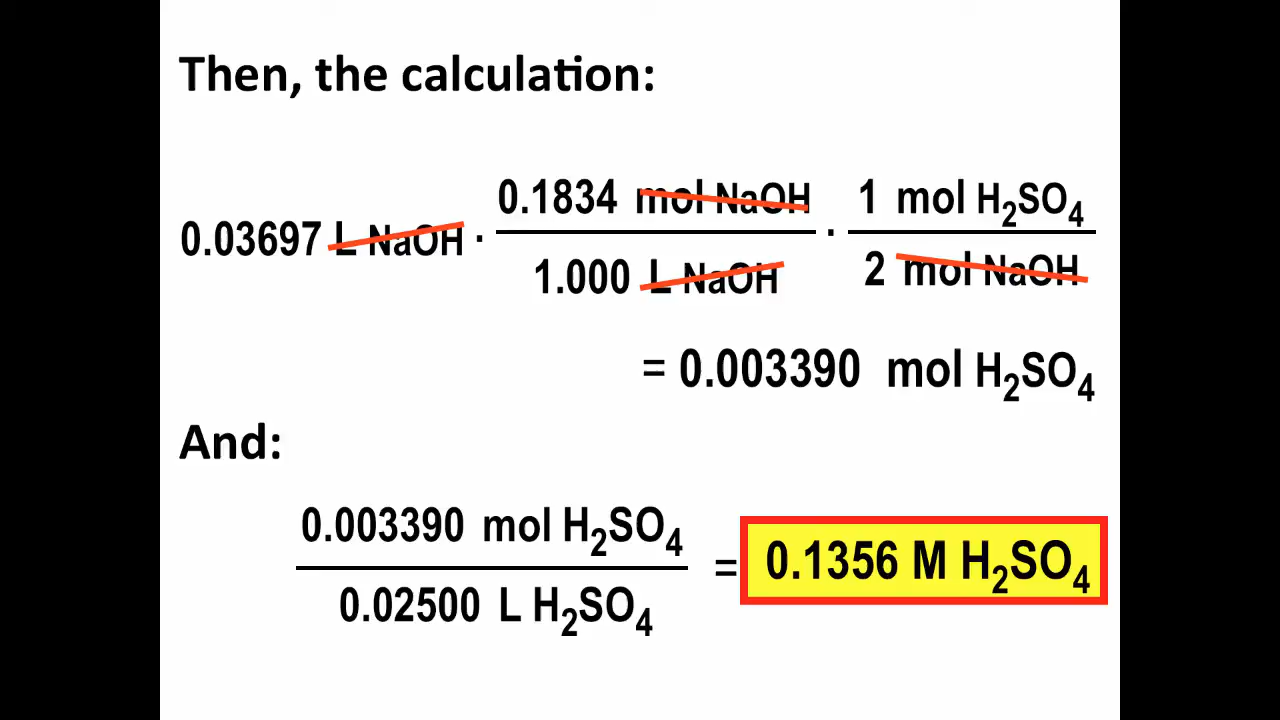 Then, the calculation:
0.1834 mol NaOH 1 mol H₂SO₄
0.03697 L NaOH · ·
1.000 L NaOH 2 mol NaOH
= 0.003390 mol H₂SO₄
And:
0.003390 mol H₂SO₄
= 0.1356 M H₂SO₄
0.02500 L H₂SO₄